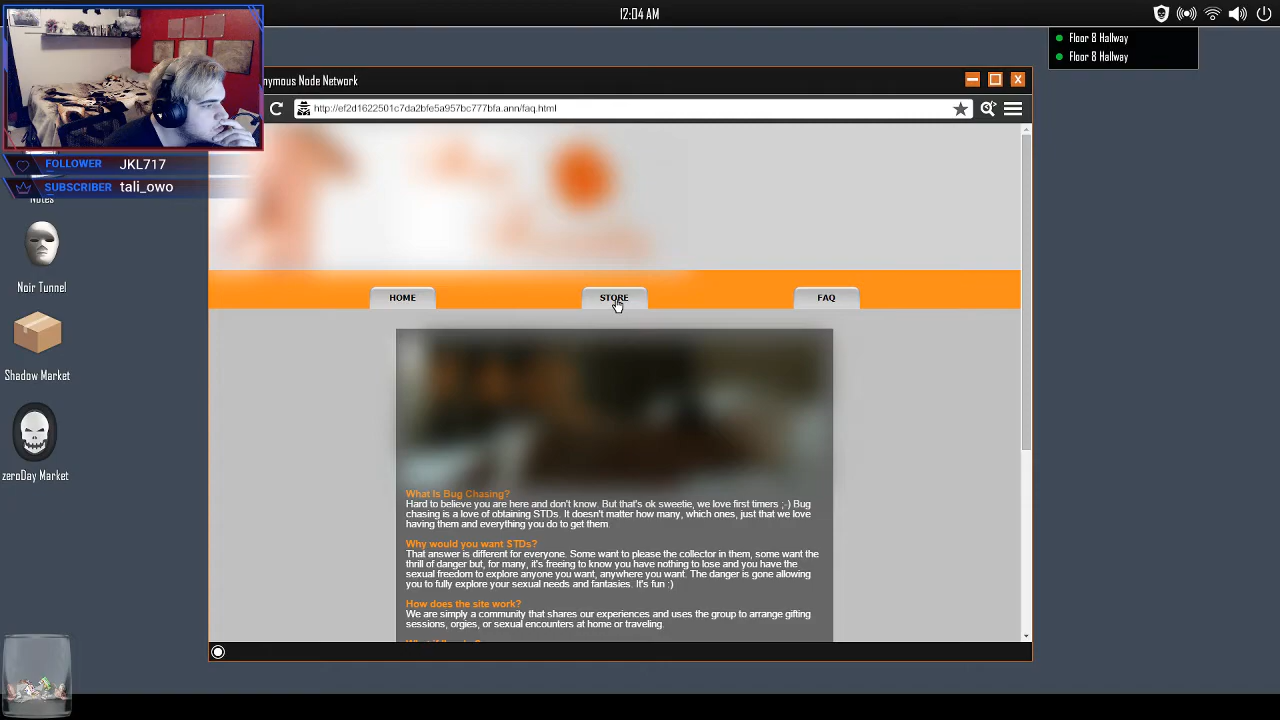 12:04 AM
Floor 8 Hallway
Floor 8 Hallway
nymous Node Network
http://ef2d1622501c7da2bfe5a957bc777bfa.ann/faq.html
FOLLOWER JKL717
SUBSCRIBER tali_owo
Notes
Noir Tunnel
Shadow Market
zeroDay Market
HOME
STORE
FAQ
What Is Bug Chasing?
Hard to believe you are here and don't know. But that's ok sweetie, we love first timers ;-) Bug
chasing is a love of obtaining STDs. It doesn't matter how many, which ones, just that we love
having them and everything you do to get them.
Why would you want STDs?
That answer is different for everyone. Some want to please the collector in them, some want the
thrill of danger but, for many, it's freeing to know you have nothing to lose and you have the
sexual freedom to explore anyone you want, anywhere you want. The danger is gone allowing
you to fully explore your sexual needs and fantasies. It's fun :)
How does the site work?
We are simply a community that shares our experiences and uses the group to arrange gifting
sessions, orgies, or sexual encounters at home or traveling.